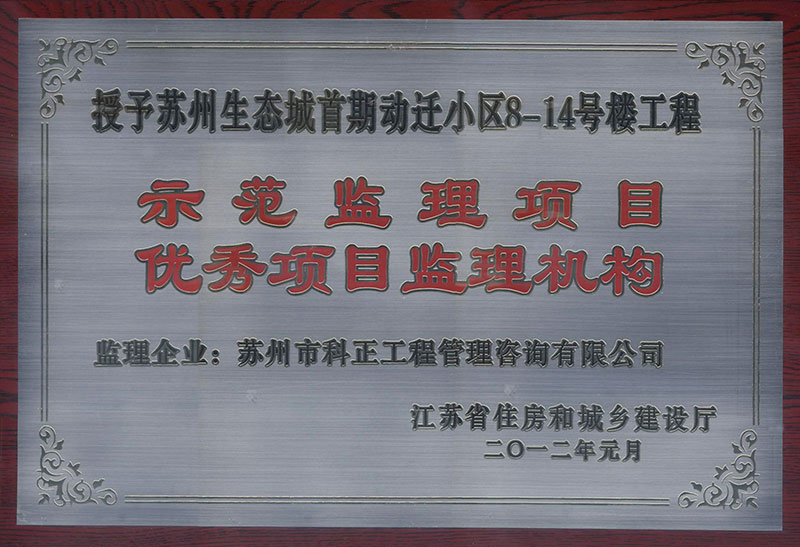 授予苏州生态城首期动迁小区8-14号楼工程
示范监理项目
优秀项目监理机构
监理企业：苏州市科正工程管理咨询有限公司
江苏省住房和城乡建设厅
二〇一二年元月